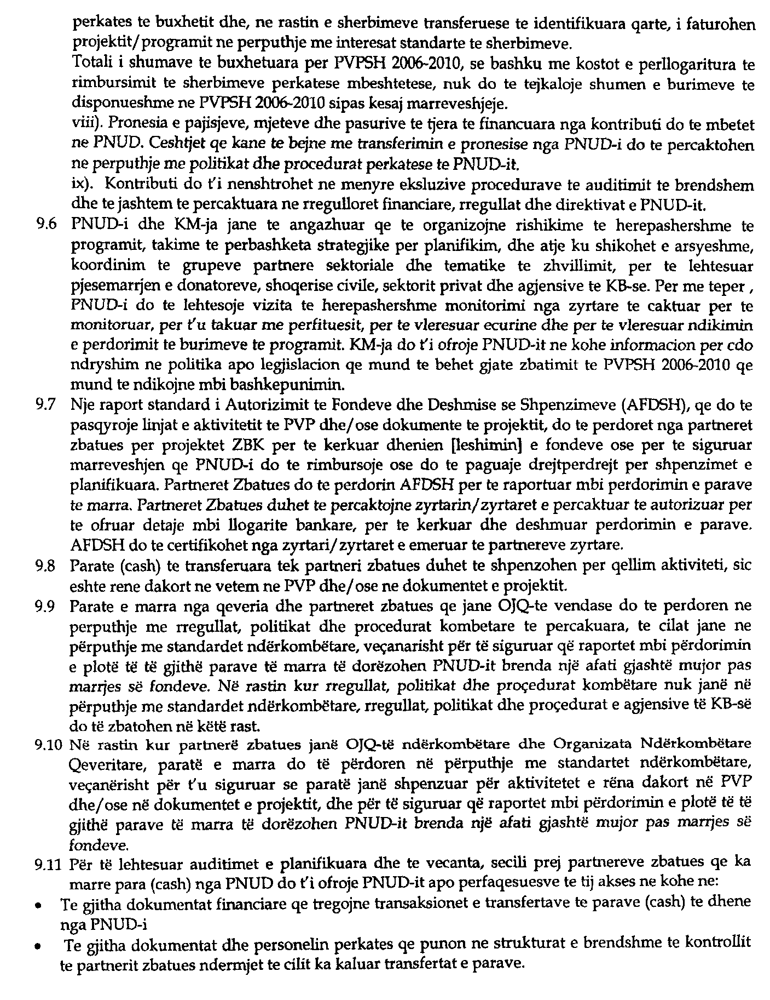 perkates te buxhetit dhe, ne rastin e sherbimeve transferuese te identifikuara qarte, i faturohen
projektit/programit ne perputhje me interesat standarte te sherbimeve.
Totali i shumave te buxhetuara per PVPSH 2006-2010, se bashku me kostot e perllogaritura te
rimbursimit te sherbimeve perkatese mbeshtetese, nuk do te tejkaloje shumen e burimeve te
disponueshme ne PVPSH 2006-2010 sipas kesaj marreveshjeje.
viii). Pronesia e pajisjeve, mjeteve dhe pasurive te tjera te financuara nga kontributi do te mbetet
ne PNUD. Ceshtjet qe kane te bejne me transferimin e pronesise nga PNUD-i do te percaktohen
ne perputhje me politikat dhe procedurat perkatese te PNUD-it.
ix). Kontributi do t'i nenshtrohet ne menyre eksluzive procedurave te auditimit te brendshem
dhe te jashtem te percaktuara ne rregulloret financiare, rregullat dhe direktivat e PNUD-it.
9.6 PNUD-i dhe KM-ja jane te angazhuar qe te organizojne rishikime te herepashershme te
programit, takime te perbashketa strategjike per planifikim, dhe atje ku shikohet e arsyeshme,
koordinim te grupeve partnere sektoriale dhe tematike te zhvillimit, per te lehtesuar
pjesemarrjen e donatoreve, shoqerise civile, sektorit privat dhe agjensive te KB-se. Per me teper ,
PNUD-i do te lehtesoje vizita te herepashershme monitorimi nga zyrtare te caktuar per te
monitoruar, per t'u takuar me perfituesit, per te vleresuar ecurine dhe per te vleresuar ndikimin
e perdorimit te burimeve te programit. KM-ja do t'i ofroje PNUD-it ne kohe informacion per cdo
ndryshim ne politika apo legjislacion qe mund te behet gjate zbatimit te PVPSH 2006-2010 qe
mund te ndikojne mbi bashkepunimin.
9.7 Nje raport standard i Autorizimit te Fondeve dhe Deshmise se Shpenzimeve (AFDSH), qe do te
pasqyroje linjat e aktivitetit te PVP dhe/ose dokumente te projektit, do te perdoret nga partneret
zbatues per projektet ZBK per te kerkuar dhenien [leshimin] e fondeve ose per te siguruar
marreveshjen qe PNUD-i do te rimbursoje ose do te paguaje drejtperdrejt per shpenzimet e
planifikuara. Partneret Zbatues do te perdorin AFDSH per te raportuar mbi perdorimin e parave
te marra. Partneret Zbatues duhet te percaktojne zyrtarin/zyrtaret e percaktuar te autorizuar per
te ofruar detaje mbi llogarite bankare, per te kerkuar dhe deshmuar perdorimin e parave.
AFDSH do te certifikohet nga zyrtari/zyrtaret e emeruar te partnereve zyrtare.
9.8 Parate (cash) te transferuara tek partneri zbatues duhet te shpenzohen per qellim aktiviteti, sic
eshte rene dakort ne vetem ne PVP dhe/ose ne dokumentet e projektit.
9.9 Parate e marra nga qeveria dhe partneret zbatues qe jane OJQ-te vendase do te perdoren ne
perputhje me rregullat, politikat dhe procedurat kombetare te percakuara, te cilat jane ne
përputhje me standardet ndërkombëtare, veçanarisht për të siguruar që raportet mbi përdorimin
e plotë të të gjithë parave të marra të dorëzohen PNUD-it brenda një afati gjashtë mujor pas
marrjes së fondeve. Në rastin kur rregullat, politikat dhe proçedurat kombëtare nuk janë në
përputhje me standardet ndërkombëtare, rregullat, politikat dhe proçedurat e agjensive të KB-së
do të zbatohen në këtë rast.
9.10 Në rastin kur partnerë zbatues janë OJQ-të ndërkombëtare dhe Organizata Ndërkombëtare
Qeveritare, paratë e marra do të përdoren në përputhje me standartet ndërkombëtare,
veçanërisht për t'u siguruar se paratë janë shpenzuar për aktivitetet e rëna dakort në PVP
dhe/ose në dokumentet e projektit, dhe për të siguruar që raportet mbi përdorimin e plotë të të
gjithë parave të marra të dorëzohen PNUD-it brenda një afati gjashtë mujor pas marrjes së
fondeve.
9.11 Për të lehtesuar auditimet e planifikuara dhe te vecanta, secili prej partnereve zbatues qe ka
marre para (cash) nga PNUD do t'i ofroje PNUD-it apo perfaqesuesve te tij akses ne kohe ne:
• Te gjitha dokumentat financiare qe tregojne transaksionet e transfertave te parave (cash) te dhene
nga PNUD-i
• Te gjitha dokumentat dhe personelin perkates qe punon ne strukturat e brendshme te kontrollit
te partnerit zbatues ndermjet te cilit ka kaluar transfertat e parave.